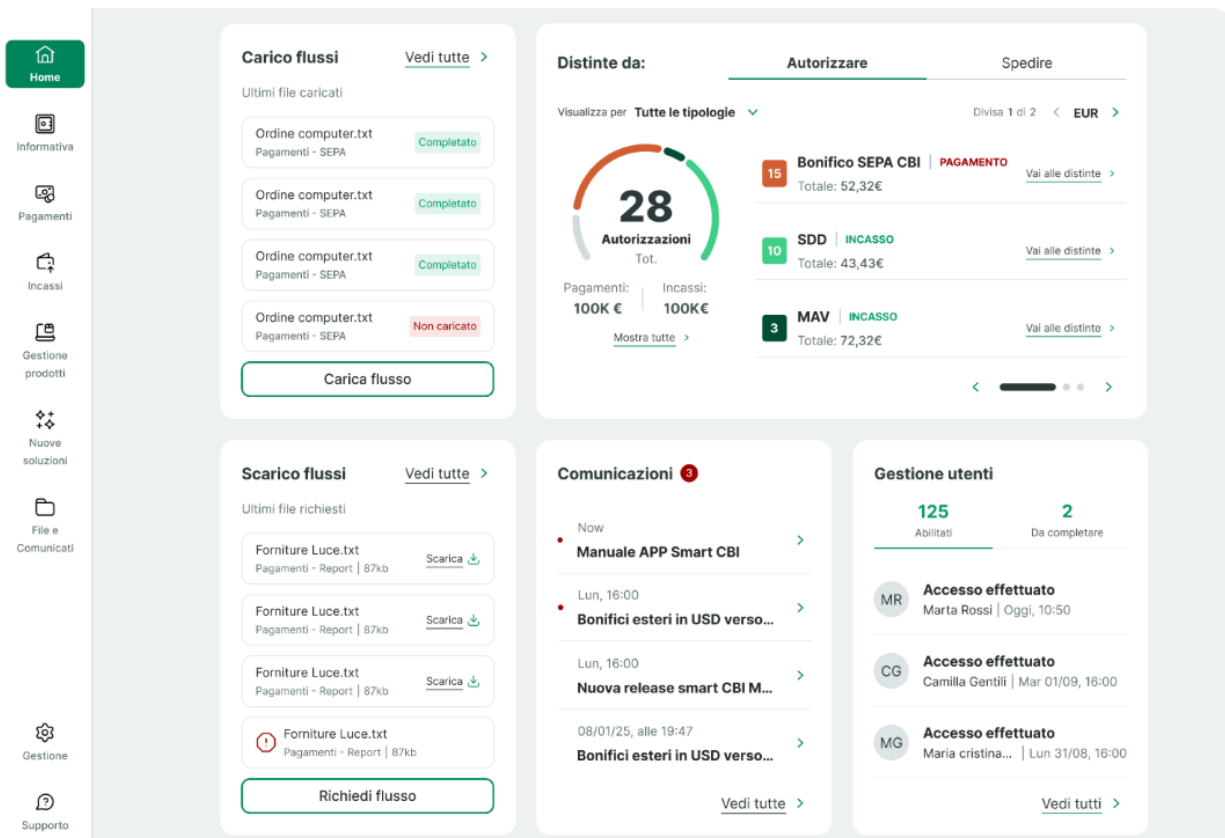 Home
Informativa
Pagamenti
Incassi
Gestione
prodotti
Nuove
soluzioni
File e
Comunicati
Gestione
Supporto
Carico flussi
Vedi tutte
Ultimi file caricati
Ordine computer.txt
Pagamenti - SEPA
Completato
Ordine computer.txt
Pagamenti - SEPA
Completato
Ordine computer.txt
Pagamenti - SEPA
Completato
Ordine computer.txt
Pagamenti - SEPA
Non caricato
Carica flusso
Distinte da:
Autorizzare
Spedire
Visualizza per Tutte le tipologie
Divisa 1 di 2 < EUR >
28
Autorizzazioni
Tot.
Pagamenti:
100K €
Incassi:
100K€
Mostra tutte
15
Bonifico SEPA CBI | PAGAMENTO
Totale: 52,32€
Vai alle distinte
10
SDD | INCASSO
Totale: 43,43€
Vai alle distinte
3
MAV | INCASSO
Totale: 72,32€
Vai alle distinte
Scarico flussi
Vedi tutte
Ultimi file richiesti
Forniture Luce.txt
Pagamenti - Report | 87kb
Scarica
Forniture Luce.txt
Pagamenti - Report | 87kb
Scarica
Forniture Luce.txt
Pagamenti - Report | 87kb
Scarica
Forniture Luce.txt
Pagamenti - Report | 87kb
Richiedi flusso
Comunicazioni 3
Now
Manuale APP Smart CBI
Lun, 16:00
Bonifici esteri in USD verso...
Lun, 16:00
Nuova release smart CBI M...
08/01/25, alle 19:47
Bonifici esteri in USD verso...
Vedi tutte
Gestione utenti
125
Abilitati
2
Da completare
MR
Accesso effettuato
Marta Rossi | Oggi, 10:50
CG
Accesso effettuato
Camilla Gentili | Mar 01/09, 16:00
MG
Accesso effettuato
Maria cristina... | Lun 31/08, 16:00
Vedi tutti